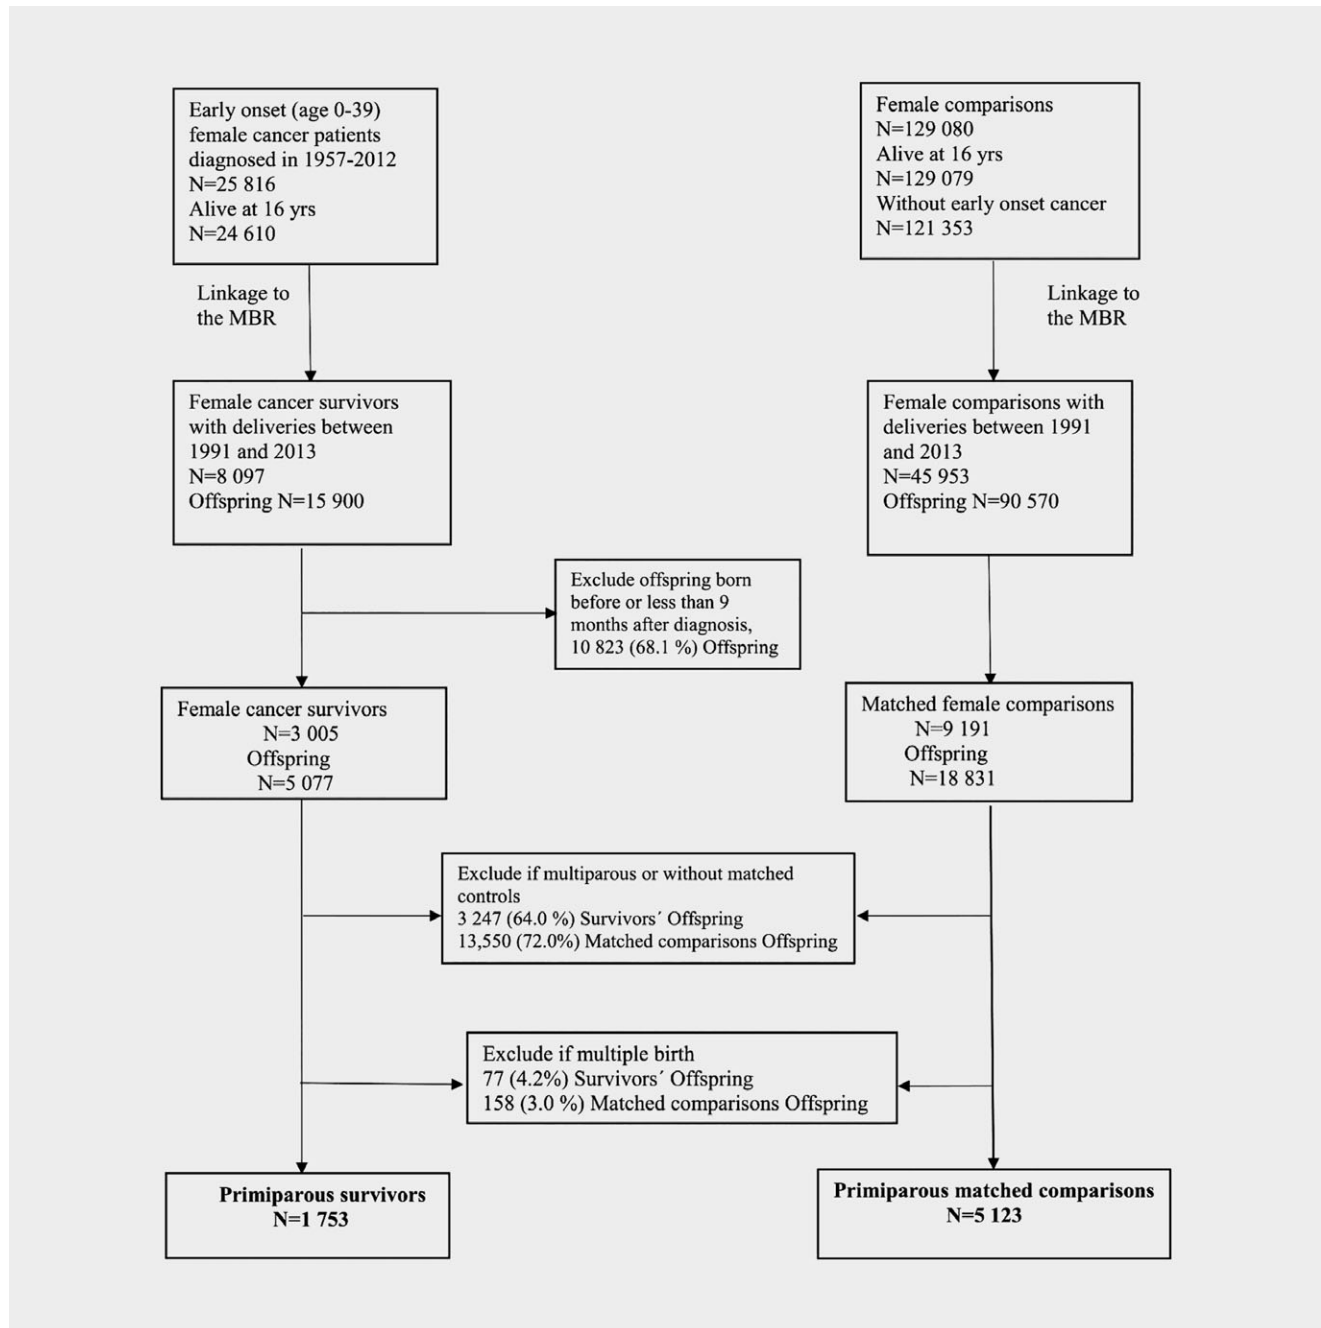 Early onset (age 0-39)
female cancer patients
diagnosed in 1957-2012
N=25 816
Alive at 16 yrs
N=24 610
Female comparisons
N=129 080
Alive at 16 yrs
N=129 079
Without early onset cancer
N=121 353
Linkage to
the MBR
Linkage to
the MBR
Female cancer survivors
with deliveries between
1991 and 2013
N=8 097
Offspring N=15 900
Female comparisons with
deliveries between 1991
and 2013
N=45 953
Offspring N=90 570
Exclude offspring born
before or less than 9
months after diagnosis,
10 823 (68.1 %) Offspring
Female cancer survivors
N=3 005
Offspring
N=5 077
Matched female comparisons
N=9 191
Offspring
N=18 831
Exclude if multiparous or without matched
controls
3 247 (64.0 %) Survivors´ Offspring
13,550 (72.0%) Matched comparisons Offspring
Exclude if multiple birth
77 (4.2%) Survivors´ Offspring
158 (3.0 %) Matched comparisons Offspring
Primiparous survivors
N=1 753
Primiparous matched comparisons
N=5 123